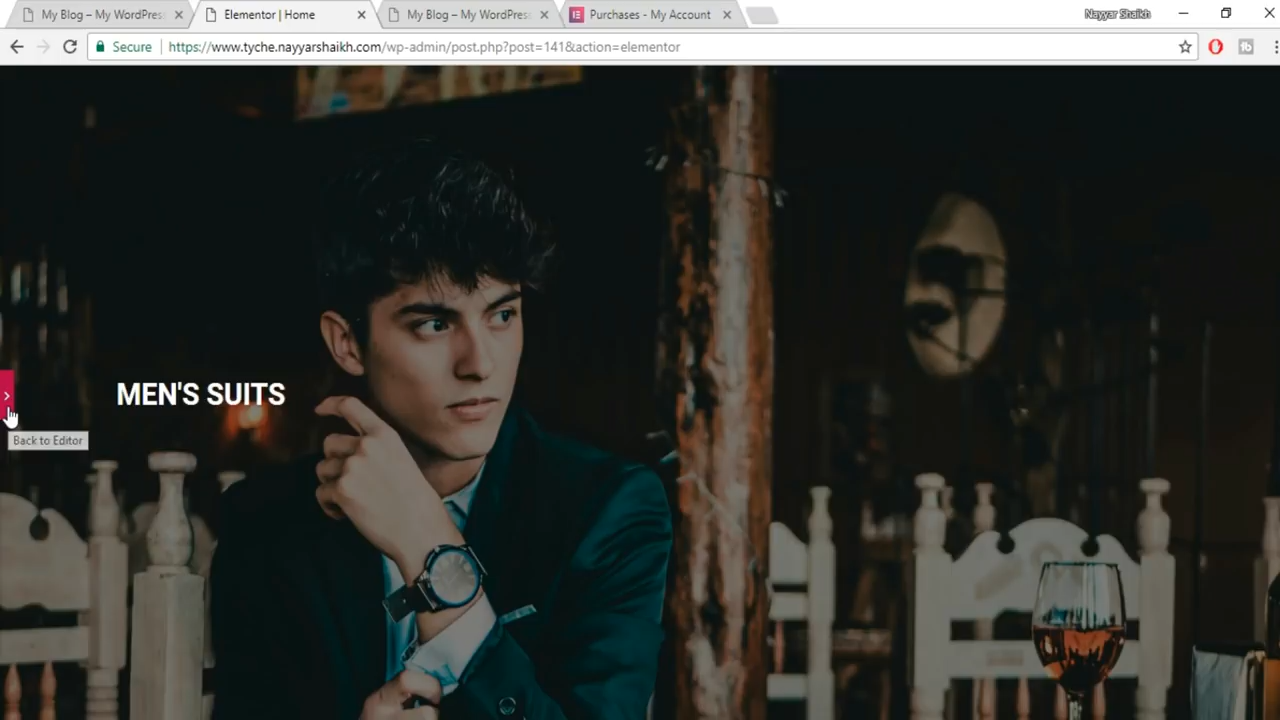 My Blog – My WordPres
Elementor | Home
My Blog – My WordPres
Purchases - My Account
Nayyar Shaikh
Secure
https://www.tyche.nayyarshaikh.com/wp-admin/post.php?post=141&action=elementor
MEN'S SUITS
Back to Editor